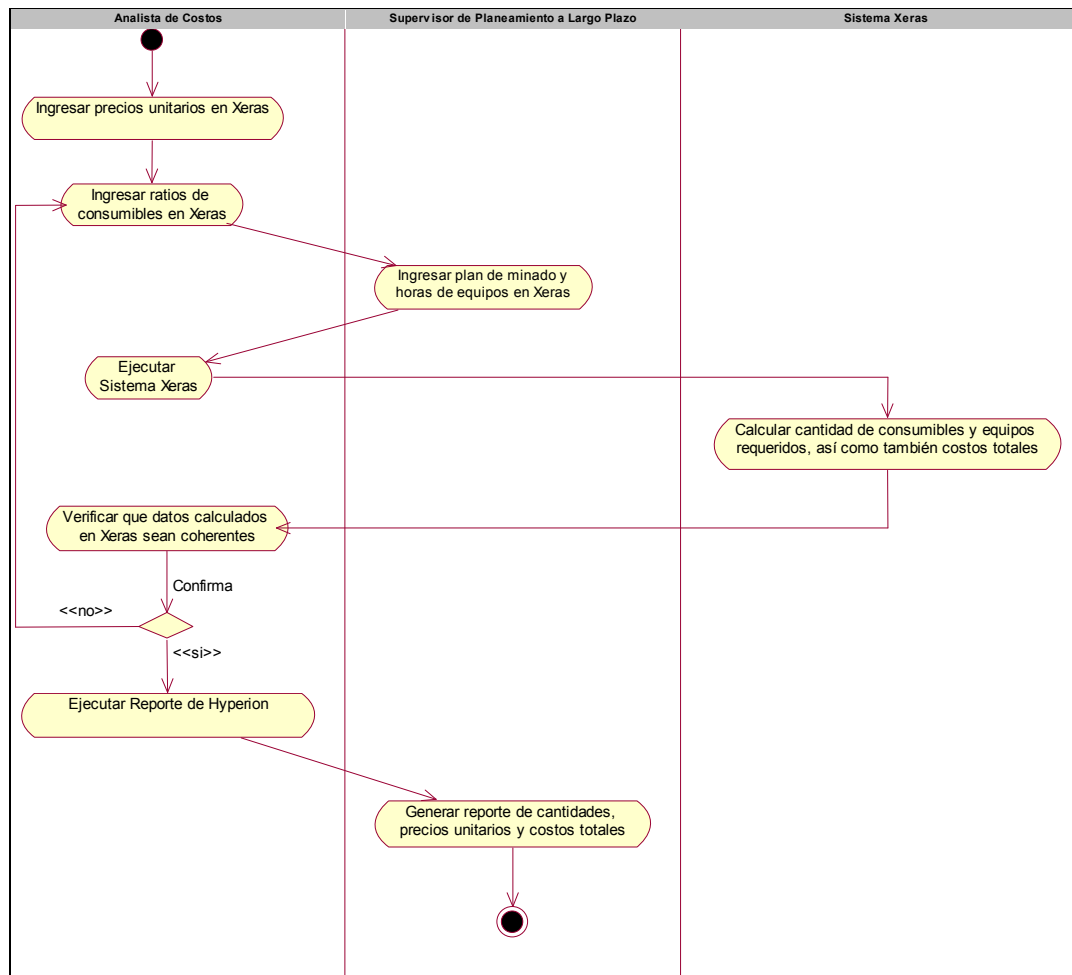 Analista de Costos
Supervisor de Planeamiento a Largo Plazo
Sistema Xeras
Ingresar precios unitarios en Xeras
Ingresar ratios de
consumibles en Xeras
Ingresar plan de minado y
horas de equipos en Xeras
Ejecutar
Sistema Xeras
Calcular cantidad de consumibles y equipos
requeridos, así como también costos totales
Verificar que datos calculados
en Xeras sean coherentes
Confirma
<<no>>
<<si>>
Ejecutar Reporte de Hyperion
Generar reporte de cantidades,
precios unitarios y costos totales